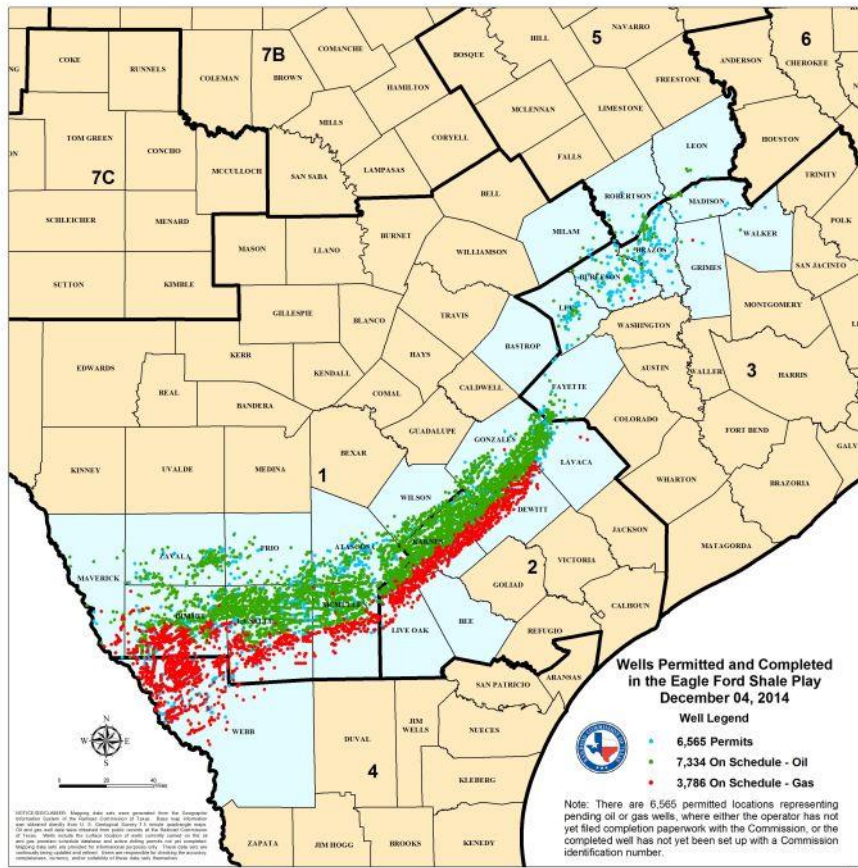 COKE
RUNNELS
COLEMAN
7B
BROWN
COMANCHE
HAMILTON
BOSQUE
HILL
5
NAVARRO
FREESTONE
ANDERSON
6
CHEROKEE
TOM GREEN
CONCHO
MCCULLOCH
MILLS
CORYELL
MCLENNAN
LIMESTONE
HOUSTON
7C
SAN SABA
LAMPASAS
FALLS
LEON
TRINITY
SCHLEICHER
MENARD
BELL
ROBERTSON
MADISON
POLK
MASON
LLANO
BURNET
MILAM
BRAZOS
WALKER
SUTTON
KIMBLE
WILLIAMSON
BURLESON
GRIMES
SAN JACINTO
GILLESPIE
BLANCO
TRAVIS
LEE
MONTGOMERY
EDWARDS
KERR
HAYS
BASTROP
WASHINGTON
REAL
KENDALL
COMAL
CALDWELL
FAYETTE
AUSTIN
WALLER
3
HARRIS
BANDERA
GUADALUPE
COLORADO
FORT BEND
KINNEY
UVALDE
MEDINA
1
BEXAR
GONZALES
LAVACA
WHARTON
BRAZORIA
WILSON
DEWITT
MATAGORDA
MAVERICK
ZAVALA
FRIO
ATASCOSA
KARNES
JACKSON
VICTORIA
GOLIAD
2
CALHOUN
DIMMIT
LA SALLE
MCMULLEN
LIVE OAK
BEE
REFUGIO
ARANSAS
SAN PATRICIO
WEBB
DUVAL
JIM
WELLS
NUECES
4
KLEBERG
ZAPATA
JIM HOGG
BROOKS
KENEDY
N
W
E
S
0
20
40
Wells Permitted and Completed
in the Eagle Ford Shale Play
December 04, 2014
Well Legend
6,565 Permits
7,334 On Schedule - Oil
3,786 On Schedule - Gas
Note: There are 6,565 permitted locations representing
pending oil or gas wells, where either the operator has not
yet filed completion paperwork with the Commission, or the
completed well has not yet been set up with a Commission
identification number.